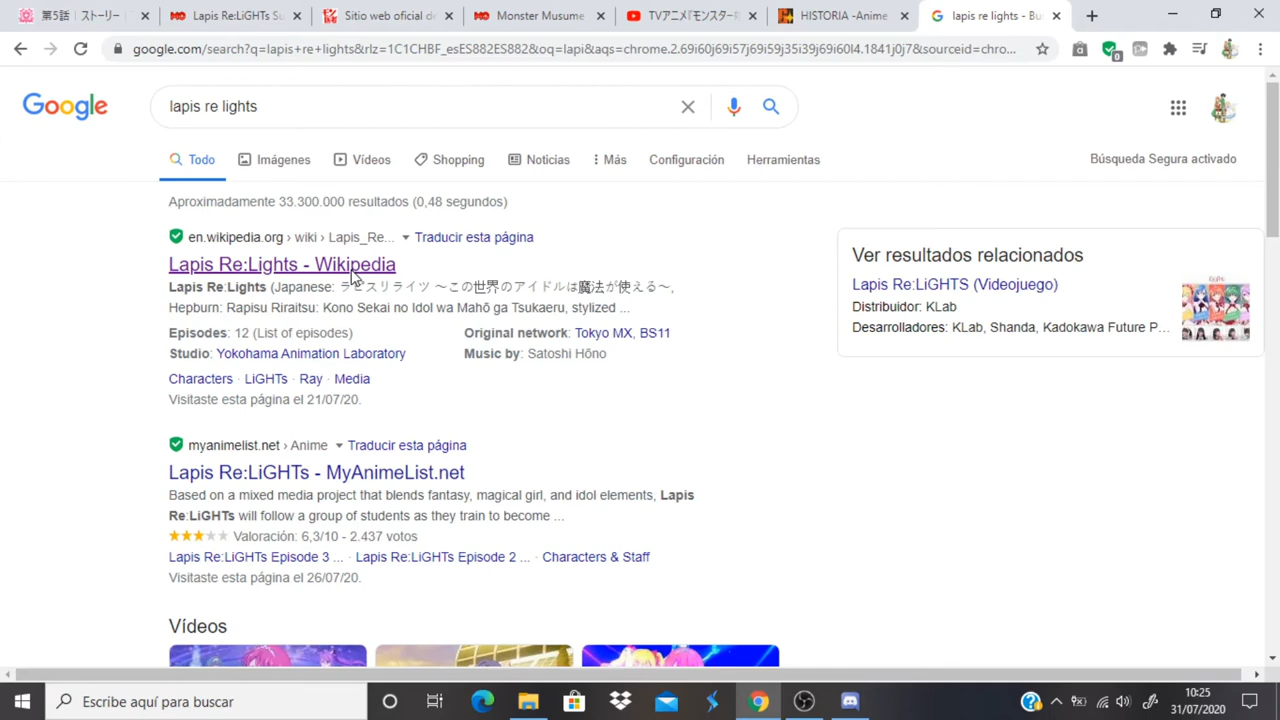 第5話 | ストーリー
Lapis Re:LiGHTs Su
Sitio web oficial de
Monster Musume
TVアニメ『モンスター
HISTORIA -Anime
lapis re lights - Bu
google.com/search?q=lapis+re+lights&rlz=1C1CHBF_esES882ES882&oq=lapi&aqs=chrome.2.69i60j69i57j69i59j35i39j69i60l4.1841j0j7&sourceid=chro...
0
Google
lapis re lights
Todo
Imágenes
Vídeos
Shopping
Noticias
Más
Configuración
Herramientas
Búsqueda Segura activado
Aproximadamente 33.300.000 resultados (0,48 segundos)
en.wikipedia.org › wiki › Lapis_Re... Traducir esta página
Lapis Re:Lights - Wikipedia
Lapis Re:Lights (Japanese: ラピスリライツ ～この世界のアイドルは魔法が使える～,
Hepburn: Rapisu Riraitsu: Kono Sekai no Idol wa Mahō ga Tsukaeru, stylized ...
Episodes: 12 (List of episodes)
Original network: Tokyo MX, BS11
Studio: Yokohama Animation Laboratory
Music by: Satoshi Hōno
Characters · LiGHTs · Ray · Media
Visitaste esta página el 21/07/20.
myanimelist.net › Anime Traducir esta página
Lapis Re:LiGHTs - MyAnimeList.net
Based on a mixed media project that blends fantasy, magical girl, and idol elements, Lapis
Re:LiGHTs will follow a group of students as they train to become ...
Valoración: 6,3/10 - 2.437 votos
Lapis Re:LiGHTs Episode 3 ... · Lapis Re:LiGHTs Episode 2 ... · Characters & Staff
Visitaste esta página el 26/07/20.
Vídeos
Ver resultados relacionados
Lapis Re:LiGHTS (Videojuego)
Distribuidor: KLab
Desarrolladores: KLab, Shanda, Kadokawa Future P...
Escribe aquí para buscar
10:25
31/07/2020